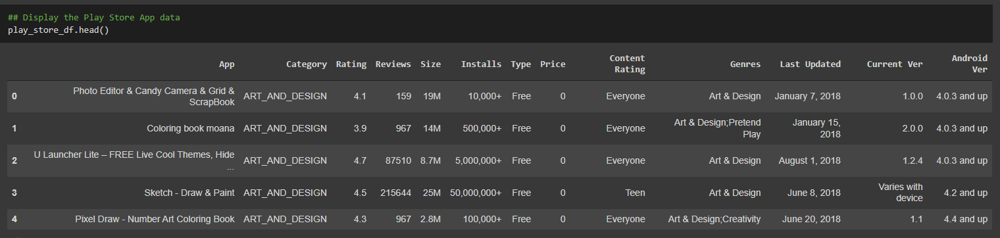 ## Display the Play Store App data
play_store_df.head()
App Category Rating Reviews Size Installs Type Price Content Rating Genres Last Updated Current Ver Android Ver
0 Photo Editor & Candy Camera & Grid & ScrapBook ART_AND_DESIGN 4.1 159 19M 10,000+ Free 0 Everyone Art & Design January 7, 2018 1.0.0 4.0.3 and up
1 Coloring book moana ART_AND_DESIGN 3.9 967 14M 500,000+ Free 0 Everyone Art & Design;Pretend Play January 15, 2018 2.0.0 4.0.3 and up
2 U Launcher Lite – FREE Live Cool Themes, Hide ... ART_AND_DESIGN 4.7 87510 8.7M 5,000,000+ Free 0 Everyone Art & Design August 1, 2018 1.2.4 4.0.3 and up
3 Sketch - Draw & Paint ART_AND_DESIGN 4.5 215644 25M 50,000,000+ Free 0 Teen Art & Design June 8, 2018 Varies with device 4.2 and up
4 Pixel Draw - Number Art Coloring Book ART_AND_DESIGN 4.3 967 2.8M 100,000+ Free 0 Everyone Art & Design;Creativity June 20, 2018 1.1 4.4 and up